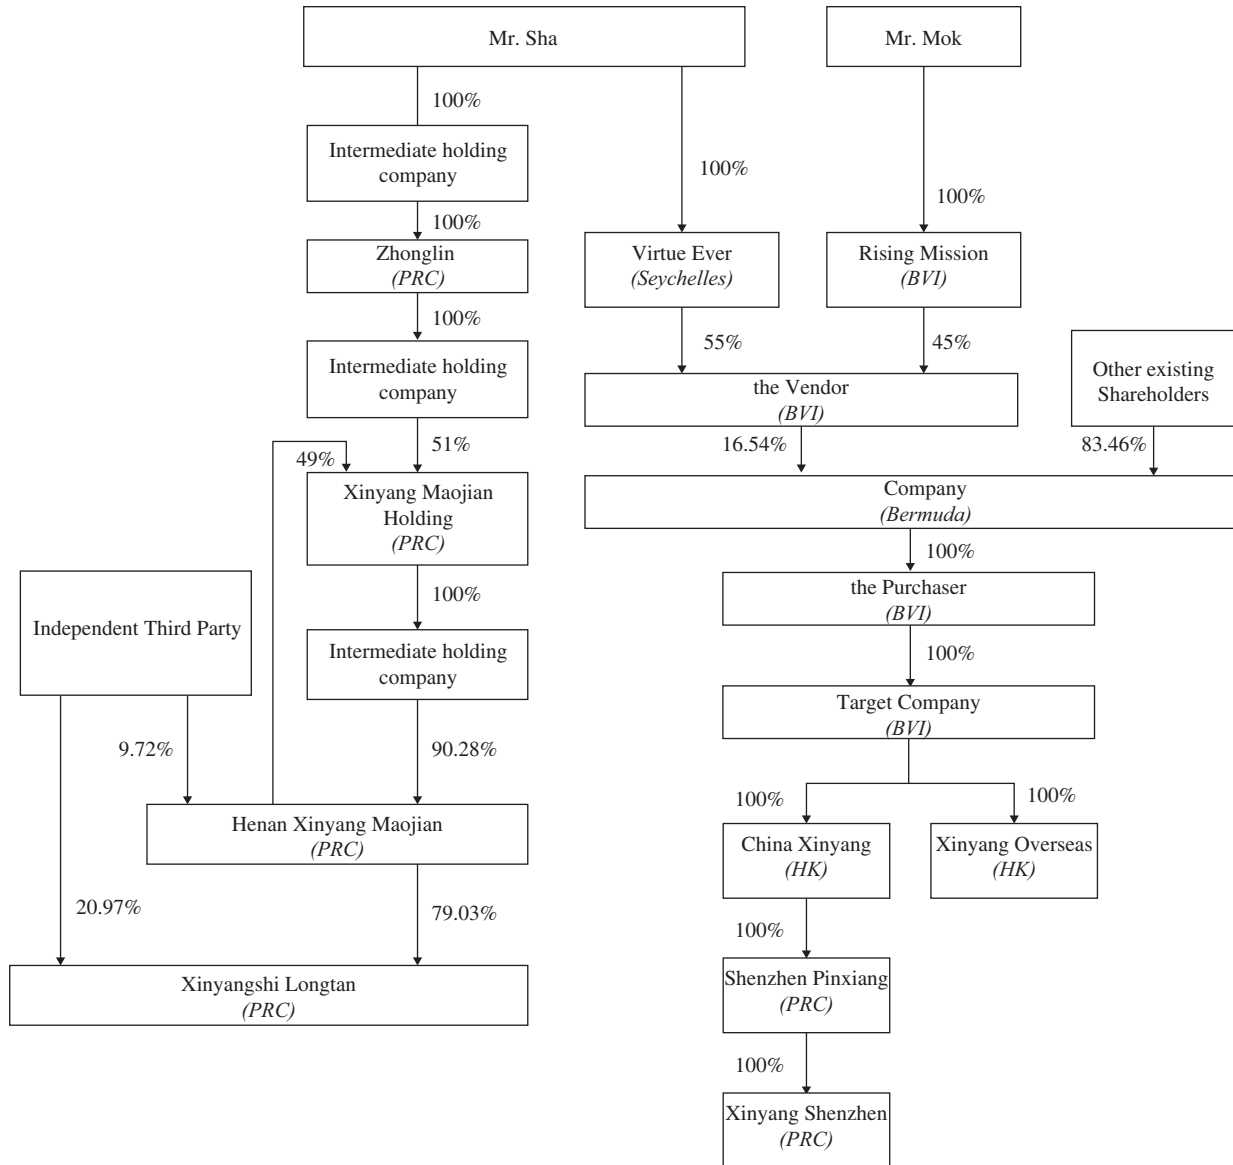 Mr. Sha
Mr. Mok
100%
Intermediate holding
company
100%
100%
100%
Zhonglin
(PRC)
Virtue Ever
(Seychelles)
Rising Mission
(BVI)
100%
55%
45%
Intermediate holding
company
the Vendor
(BVI)
Other existing
Shareholders
51%
49%
16.54%
83.46%
Xinyang Maojian
Holding
(PRC)
Company
(Bermuda)
100%
100%
the Purchaser
(BVI)
Independent Third Party
Intermediate holding
company
100%
Target Company
(BVI)
9.72%
90.28%
100%
100%
Henan Xinyang Maojian
(PRC)
China Xinyang
(HK)
Xinyang Overseas
(HK)
20.97%
79.03%
100%
Xinyangshi Longtan
(PRC)
Shenzhen Pinxiang
(PRC)
100%
Xinyang Shenzhen
(PRC)